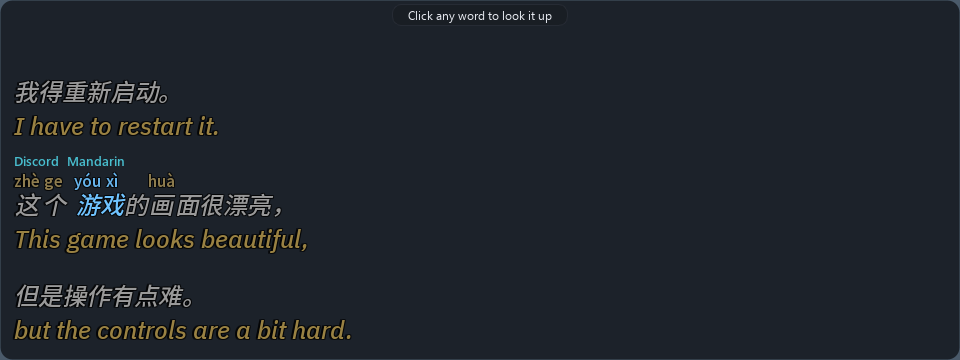 Click any word to look it up
我得重新启动。
I have to restart it.
Discord Mandarin
zhè ge yóu xì huà
这个 游戏的画面很漂亮，
This game looks beautiful,
但是操作有点难。
but the controls are a bit hard.